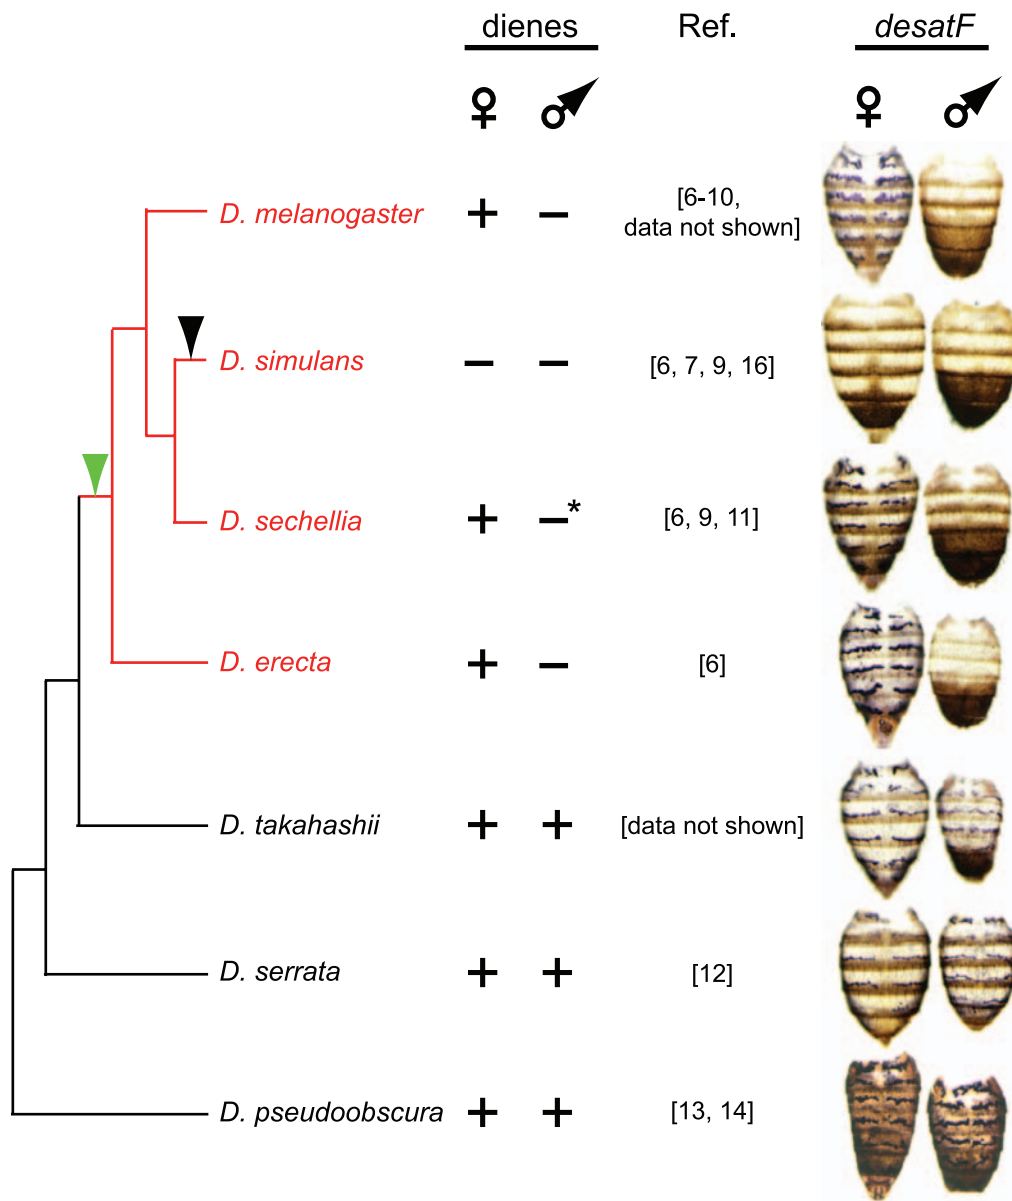 dienes Ref. desatF
♀ ♂ ♀ ♂
D. melanogaster + – [6-10,
data not shown]
D. simulans – – [6, 7, 9, 16]
D. sechellia + –* [6, 9, 11]
D. erecta + – [6]
D. takahashii + + [data not shown]
D. serrata + + [12]
D. pseudoobscura + + [13, 14]